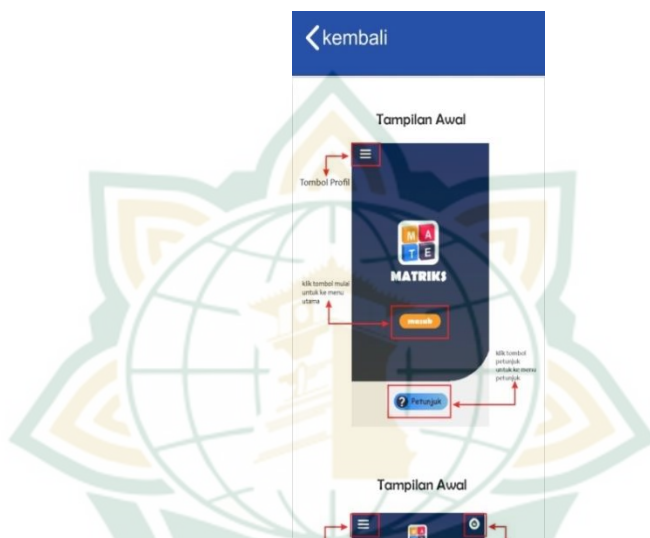 kembali
Tampilan Awal
Tombol Profil
M A
T E
MATRIKS
klik tombol mulai
untuk ke menu
utama
masuk
klik tombol
petunjuk
untuk ke menu
petunjuk
? Petunjuk
Tampilan Awal